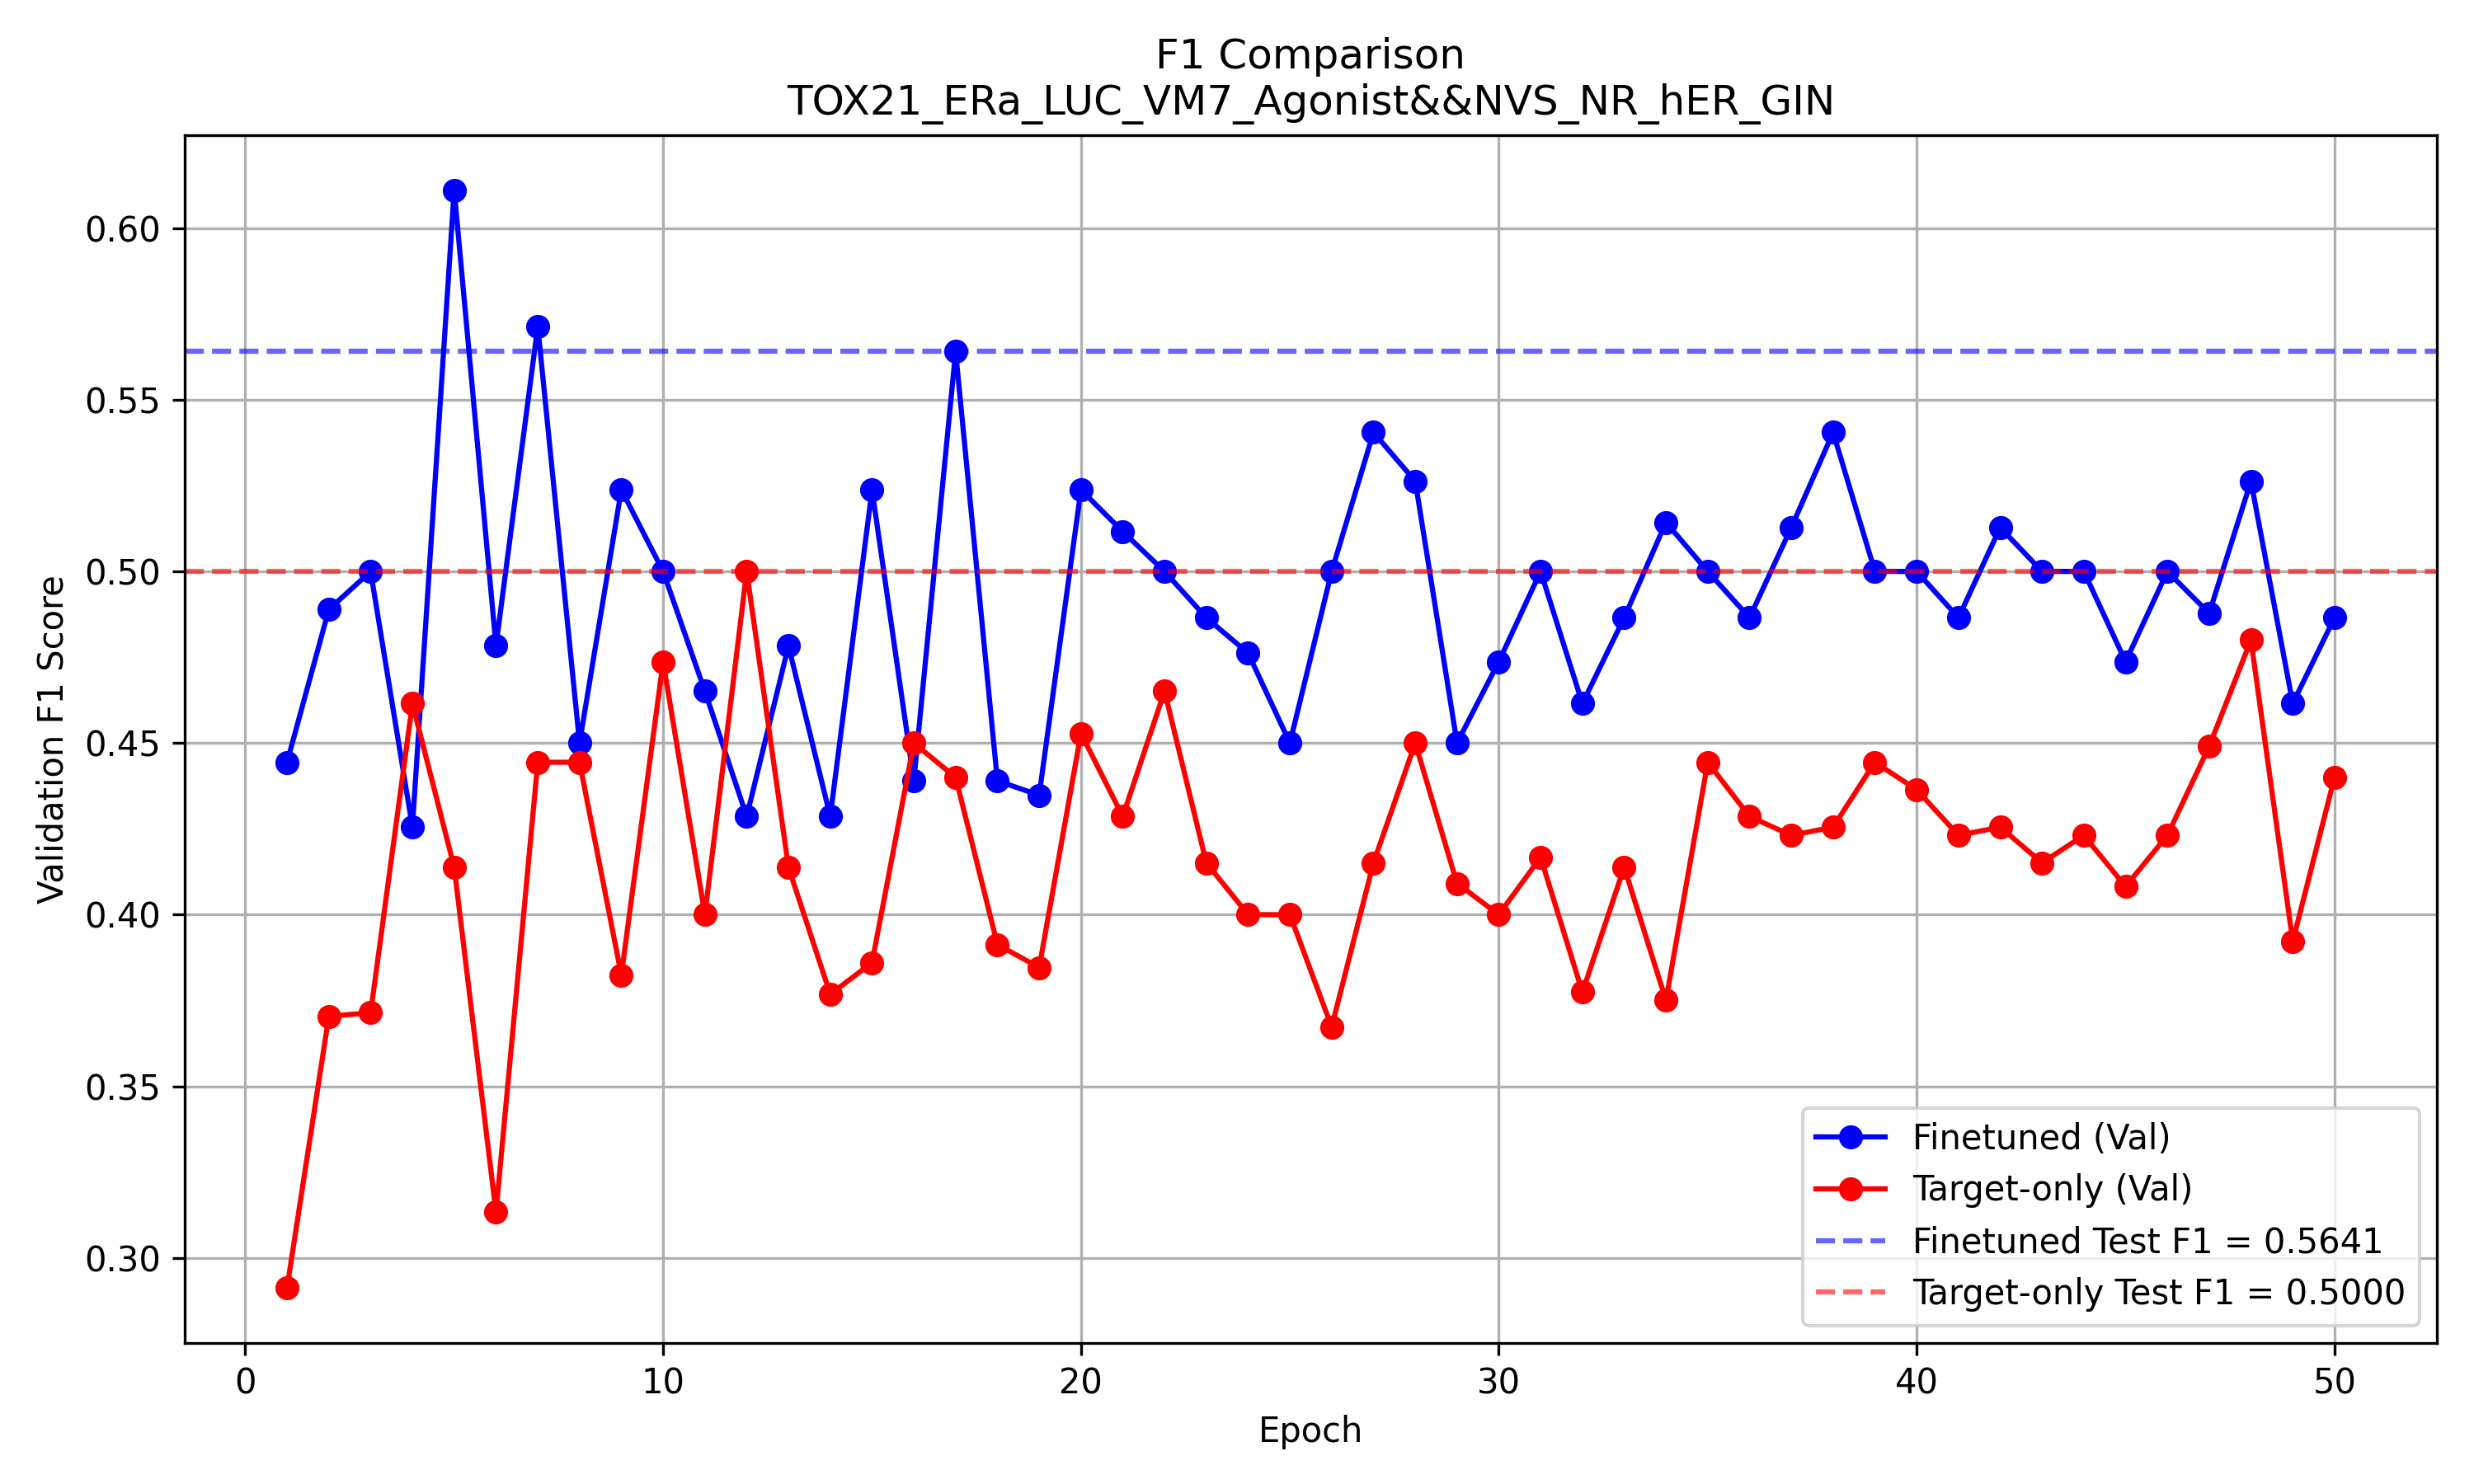 F1 Comparison
TOX21_ERa_LUC_VM7_Agonist&&NVS_NR_hER_GIN
Validation F1 Score
0.60
0.55
0.50
0.45
0.40
0.35
0.30
0 10 20 30 40 50
Epoch
Finetuned (Val)
Target-only (Val)
Finetuned Test F1 = 0.5641
Target-only Test F1 = 0.5000